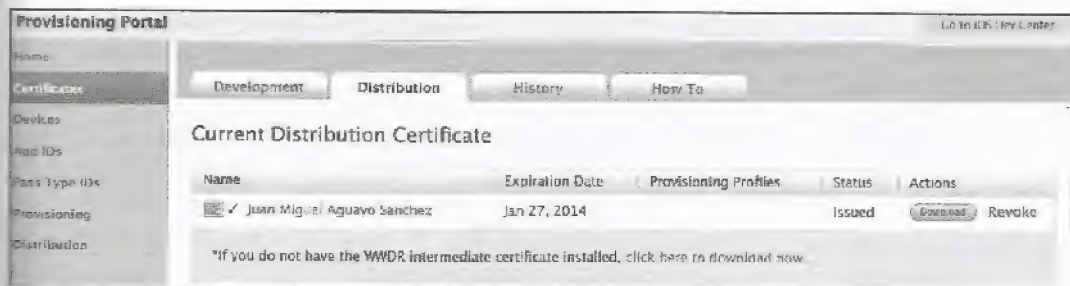 Provisioning Portal
Go to iOS Dev Center
Home
Certificates
Devices
App IDs
Pass Type IDs
Provisioning
Distribution
Development
Distribution
History
How To
Current Distribution Certificate
Name Expiration Date Provisioning Profiles Status Actions
✓ Juan Miguel Aguayo Sanchez Jan 27, 2014 Issued Download Revoke
*If you do not have the WWDR intermediate certificate installed, click here to download now.